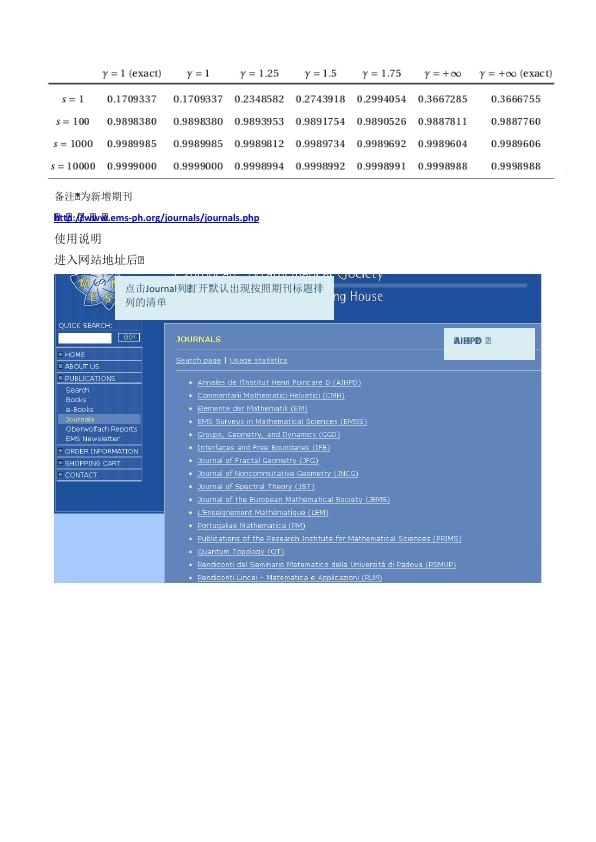 γ = 1 (exact) γ = 1 γ = 1.25 γ = 1.5 γ = 1.75 γ = +∞ γ = +∞ (exact)
s = 1 0.1709337 0.1709337 0.2348582 0.2743918 0.2994054 0.3667285 0.3666755
s = 100 0.9898380 0.9898380 0.9893953 0.9891754 0.9890526 0.9887811 0.9887760
s = 1000 0.9989985 0.9989985 0.9989812 0.9989734 0.9989692 0.9989604 0.9989606
s = 10000 0.9999000 0.9999000 0.9998994 0.9998992 0.9998991 0.9998988 0.9998988
备注 为新增期刊
http://www.ems-ph.org/journals/journals.php
使用说明
进入网站地址后
Society
ng House
点击Journal列 打开默认出现按照期刊标题排
列的清单
QUICK SEARCH:
GO!
HOME
ABOUT US
PUBLICATIONS
Search
Books
e-Books
Journals
Oberwolfach Reports
EMS Newsletter
ORDER INFORMATION
SHOPPING CART
CONTACT
JOURNALS
AIHPD
Search page | Usage statistics
Annales de l'Institut Henri Poincaré D (AIHPD)
Commentarii Mathematici Helvetici (CMH)
Elemente der Mathematik (EM)
EMS Surveys in Mathematical Sciences (EMSS)
Groups, Geometry, and Dynamics (GGD)
Interfaces and Free Boundaries (IFB)
Journal of Fractal Geometry (JFG)
Journal of Noncommutative Geometry (JNCG)
Journal of Spectral Theory (JST)
Journal of the European Mathematical Society (JEMS)
L'Enseignement Mathématique (LEM)
Portugaliae Mathematica (PM)
Publications of the Research Institute for Mathematical Sciences (PRIMS)
Quantum Topology (QT)
Rendiconti del Seminario Matematico della Università di Padova (RSMUP)
Rendiconti Lincei - Matematica e Applicazioni (RLM)